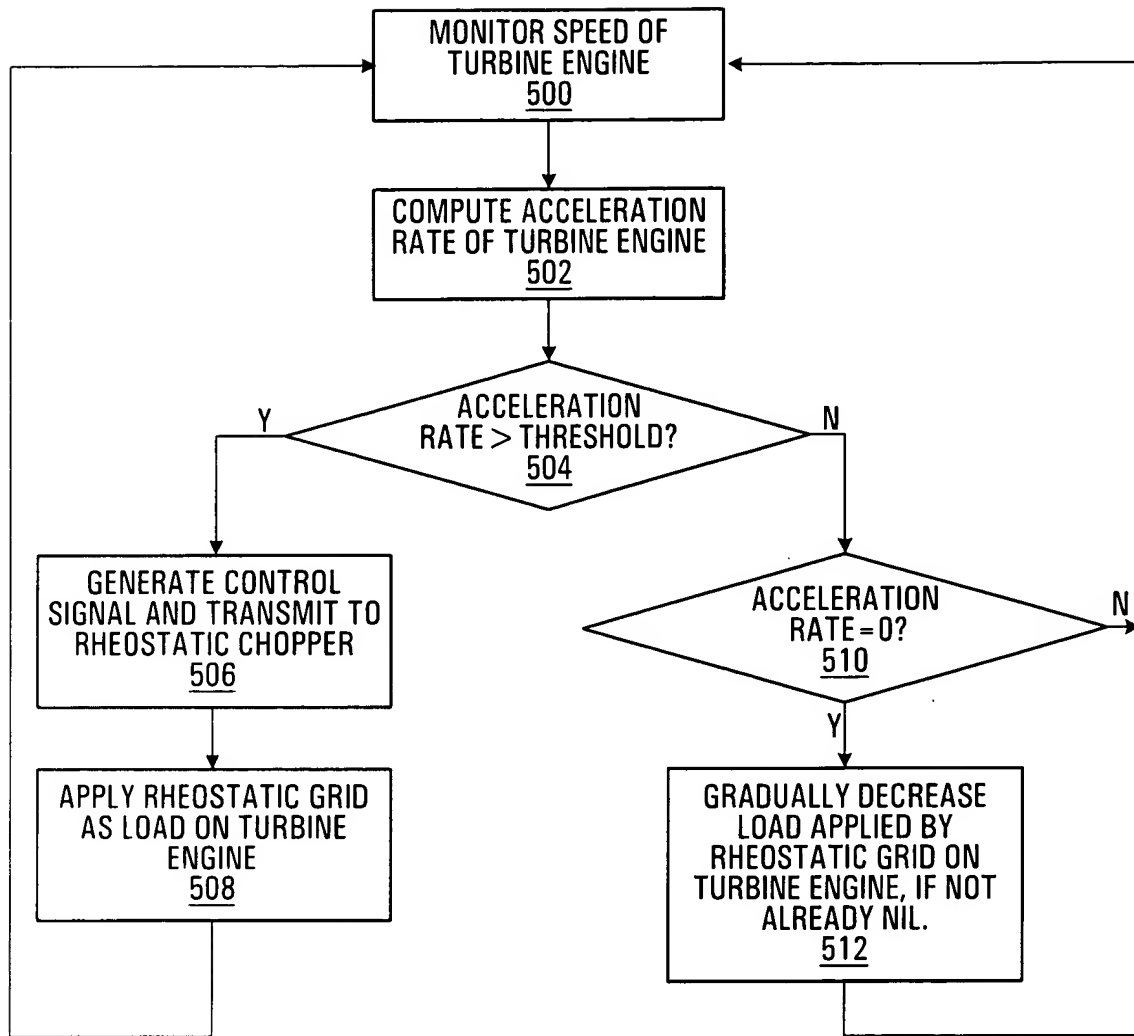 MONITOR SPEED OF
TURBINE ENGINE
500
COMPUTE ACCELERATION
RATE OF TURBINE ENGINE
502
ACCELERATION
RATE > THRESHOLD?
504
Y
N
GENERATE CONTROL
SIGNAL AND TRANSMIT TO
RHEOSTATIC CHOPPER
506
ACCELERATION
RATE = 0?
510
N
Y
APPLY RHEOSTATIC GRID
AS LOAD ON TURBINE
ENGINE
508
GRADUALLY DECREASE
LOAD APPLIED BY
RHEOSTATIC GRID ON
TURBINE ENGINE, IF NOT
ALREADY NIL.
512